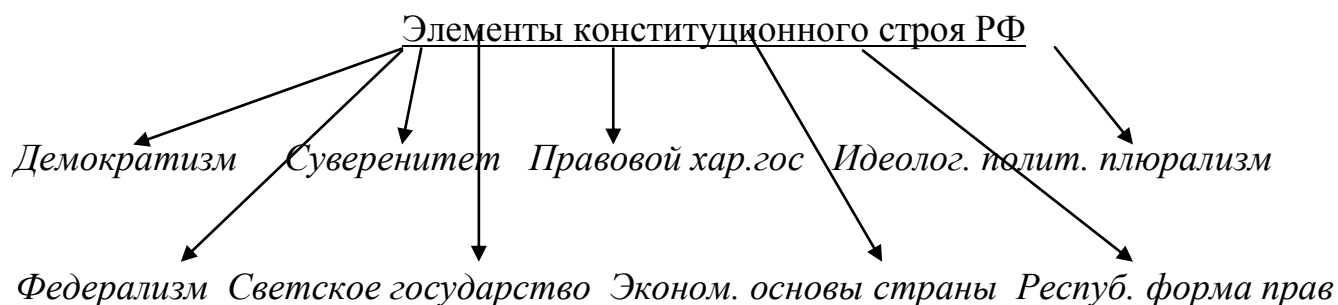 Элементы конституционного строя РФ
Демократизм Суверенитет Правовой хар.гос Идеолог. полит. плюрализм
Федерализм Светское государство Эконом. основы страны Респуб. форма прав